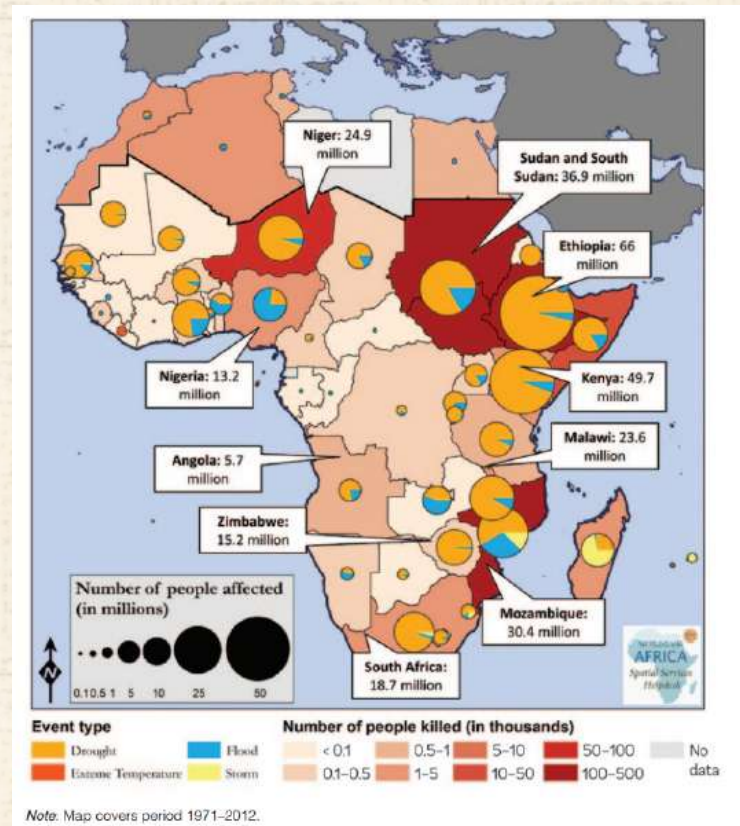 Niger: 24.9
million
Sudan and South
Sudan: 36.9 million
Ethiopia: 66
million
Nigeria: 13.2
million
Kenya: 49.7
million
Malawi: 23.6
million
Angola: 5.7
million
Zimbabwe:
15.2 million
Mozambique:
30.4 million
South Africa:
18.7 million
Number of people affected
(in millions)
0.1 0.5 1 5 10 25 50
N
AFRICA
Spatial Services
Helpdesk
Event type
Drought
Flood
Exteme Temperature
Storm
Number of people killed (in thousands)
< 0.1 0.5–1 5–10 50–100 No
0.1–0.5 1–5 10–50 100–500 data
Note: Map covers period 1971–2012.